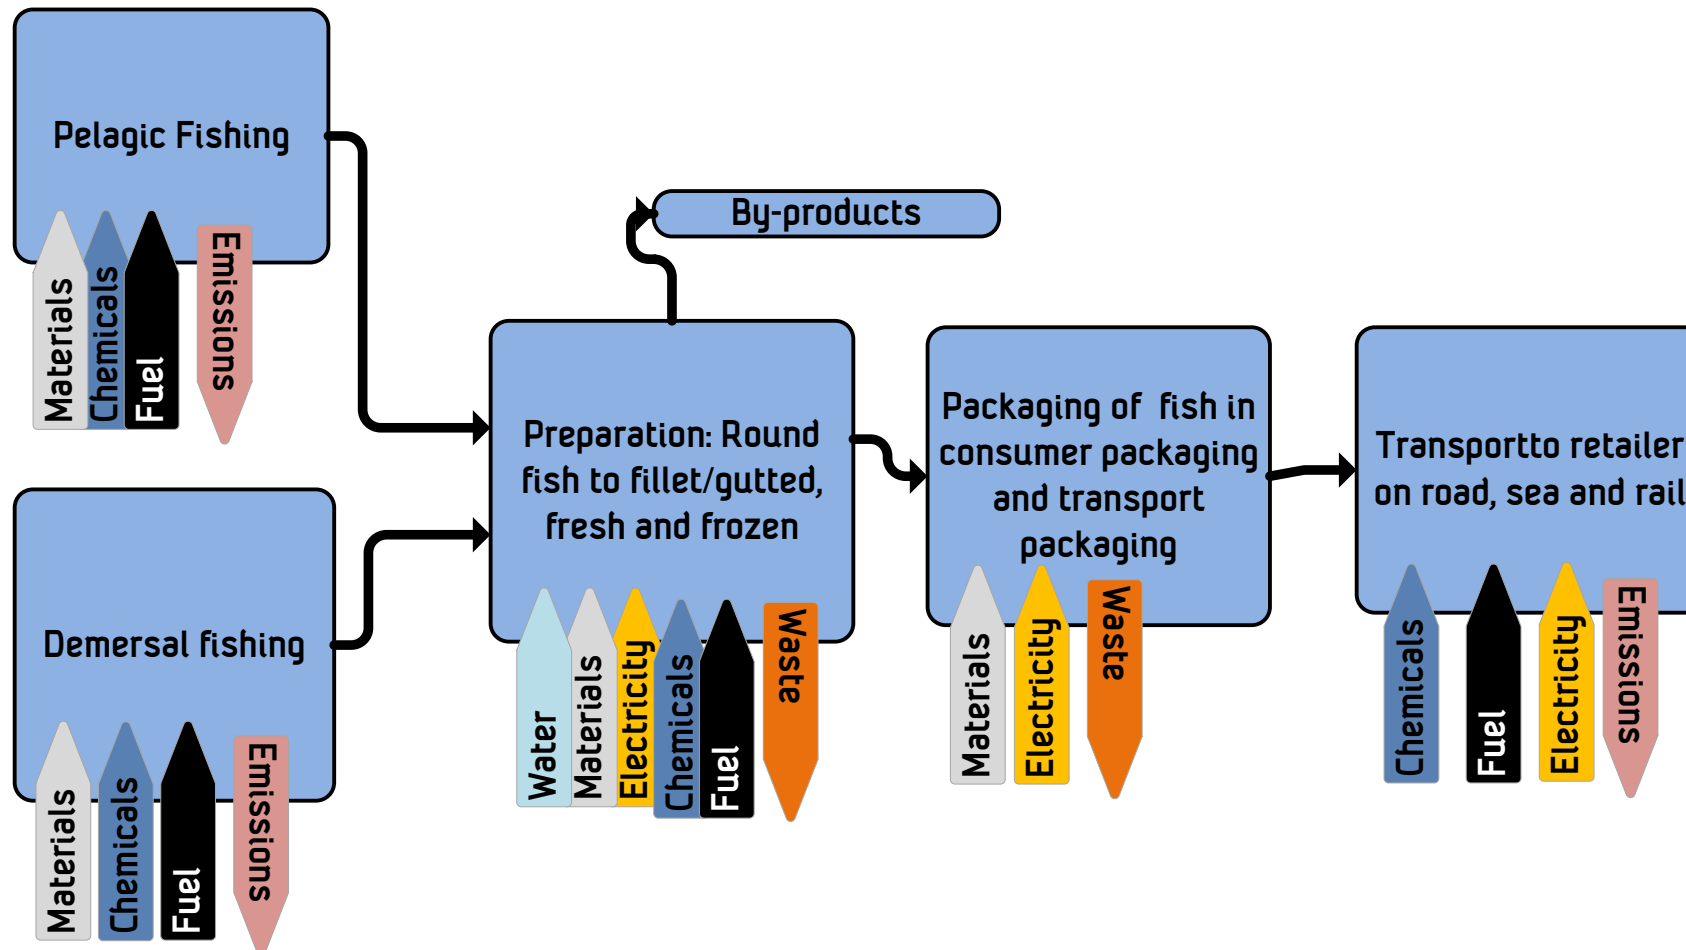 Pelagic Fishing
Materials
Chemicals
Fuel
Emissions
By-products
Preparation: Round
fish to fillet/gutted,
fresh and frozen
Water
Materials
Electricity
Chemicals
Fuel
Waste
Packaging of fish in
consumer packaging
and transport
packaging
Materials
Electricity
Waste
Transportto retailer
on road, sea and rail
Chemicals
Fuel
Electricity
Emissions
Demersal fishing
Materials
Chemicals
Fuel
Emissions